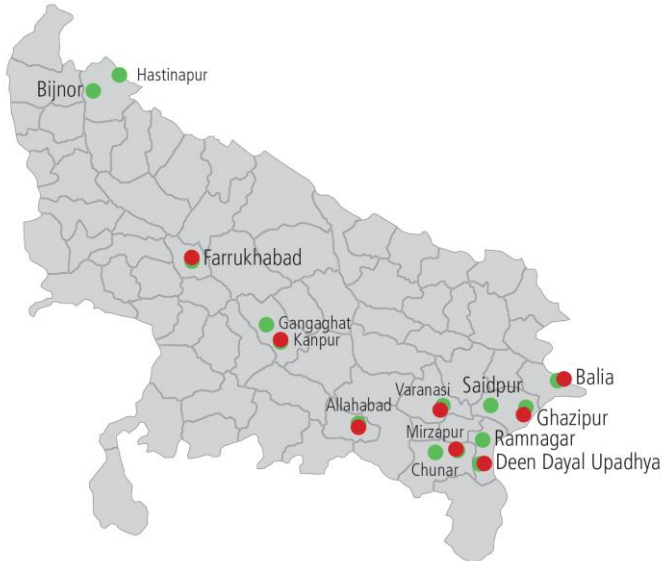 Hastinapur
Bijnor
Farrukhabad
Gangaghat
Kanpur
Balia
Varanasi
Saidpur
Allahabad
Ghazipur
Mirzapur
Ramnagar
Deen Dayal Upadhya
Chunar